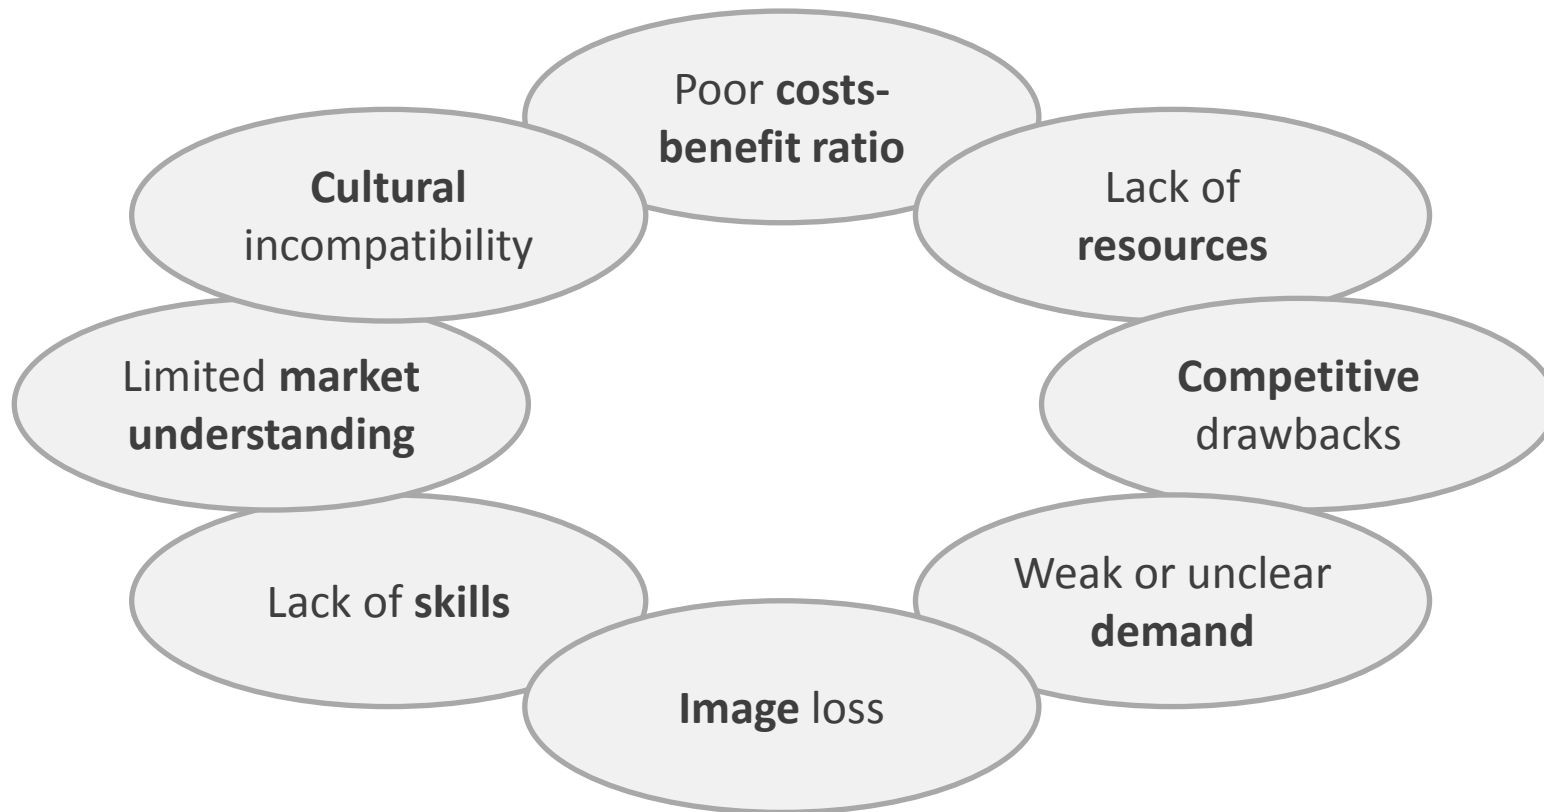 Poor costs-
benefit ratio
Lack of
resources
Competitive
drawbacks
Weak or unclear
demand
Image loss
Lack of skills
Limited market
understanding
Cultural
incompatibility